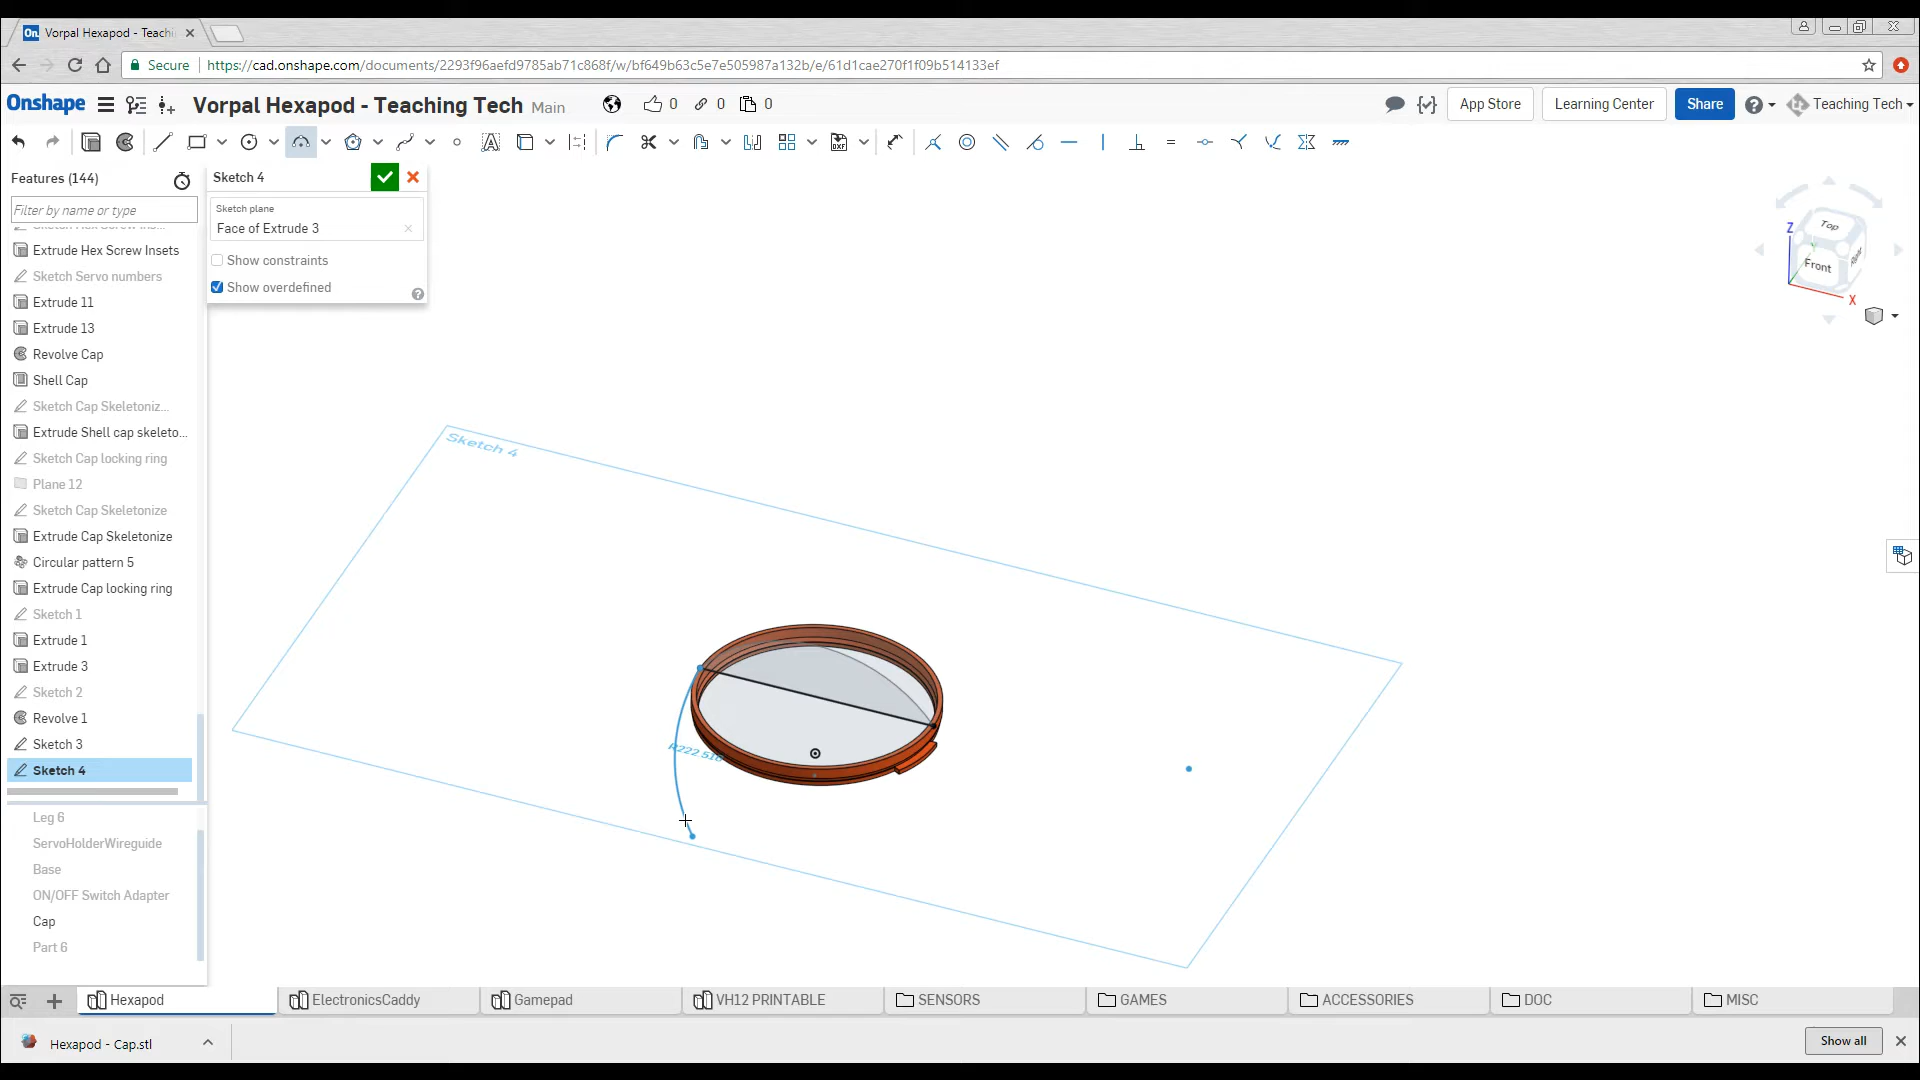 Vorpal Hexapod - Teachi
Secure
https://cad.onshape.com/documents/2293f96aefd9785ab71c868f/w/bf649b63c5e7e505987a132b/e/61d1cae270f1f09b514133ef
Onshape
Vorpal Hexapod - Teaching Tech
Main
0
0
0
App Store
Learning Center
Share
Teaching Tech
Features (144)
Filter by name or type
Sketch 4
Sketch plane
Face of Extrude 3
Show constraints
Show overdefined
Sketch Hex Screw Ins...
Extrude Hex Screw Insets
Sketch Servo numbers
Extrude 11
Extrude 13
Revolve Cap
Shell Cap
Sketch Cap Skeletoniz...
Extrude Shell cap skeleto...
Sketch Cap locking ring
Plane 12
Sketch Cap Skeletonize
Extrude Cap Skeletonize
Circular pattern 5
Extrude Cap locking ring
Sketch 1
Extrude 1
Extrude 3
Sketch 2
Revolve 1
Sketch 3
Sketch 4
Leg 6
ServoHolderWireguide
Base
ON/OFF Switch Adapter
Cap
Part 6
Sketch 4
Top
Front
Z
X
Hexapod
ElectronicsCaddy
Gamepad
VH12 PRINTABLE
SENSORS
GAMES
ACCESSORIES
DOC
MISC
Hexapod - Cap.stl
Show all